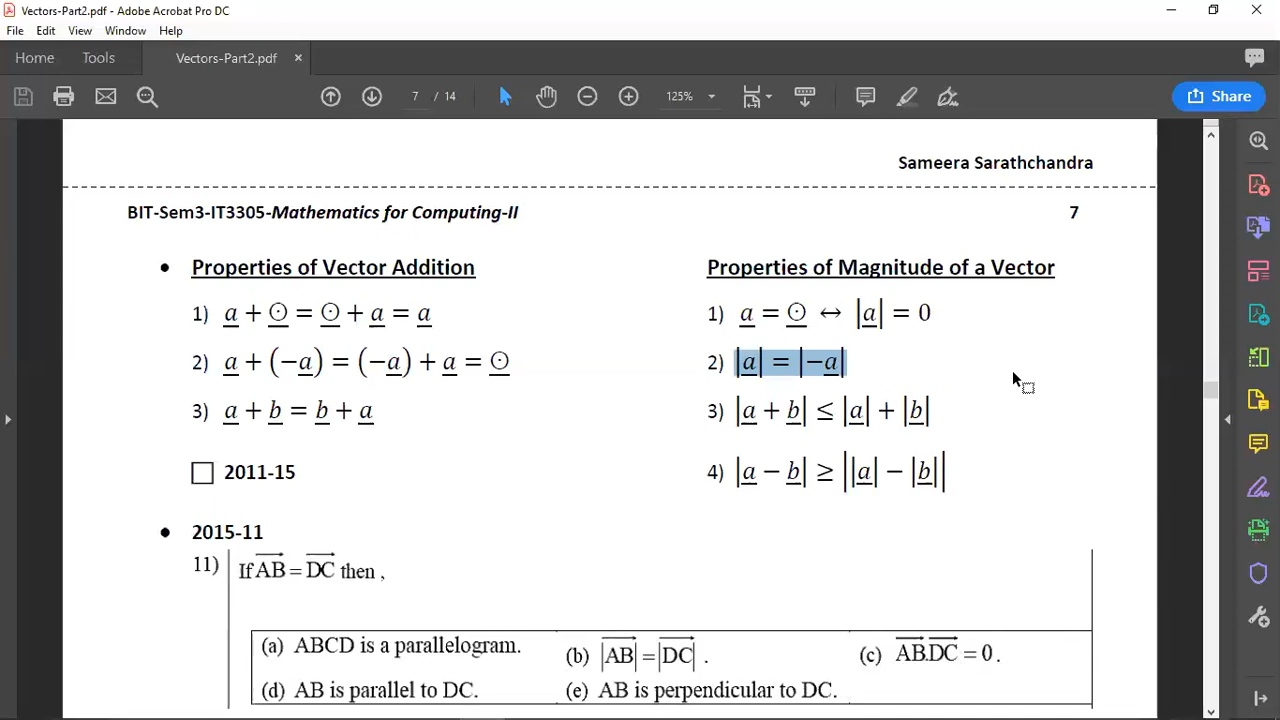 Vectors-Part2.pdf - Adobe Acrobat Pro DC
File Edit View Window Help
Home Tools Vectors-Part2.pdf ×
7 / 14 125% Share
Sameera Sarathchandra
BIT-Sem3-IT3305-Mathematics for Computing-II 7
• Properties of Vector Addition
1) a + ⊙ = ⊙ + a = a
2) a + (−a) = (−a) + a = ⊙
3) a + b = b + a
2011-15
Properties of Magnitude of a Vector
1) a = ⊙ ↔ |a| = 0
2) |a| = |−a|
3) |a + b| ≤ |a| + |b|
4) |a − b| ≥ ||a| − |b||
• 2015-11
11) If AB = DC then ,
(a) ABCD is a parallelogram. (b) |AB| = |DC| . (c) AB.DC = 0.
(d) AB is parallel to DC. (e) AB is perpendicular to DC.